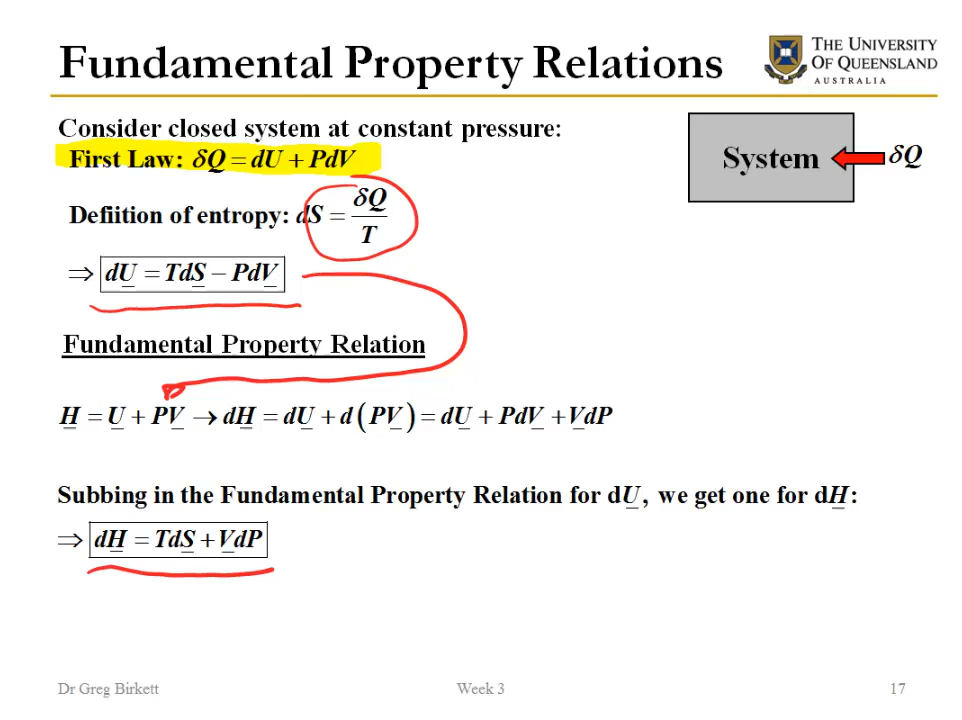 Fundamental Property Relations
THE UNIVERSITY
OF QUEENSLAND
AUSTRALIA
Consider closed system at constant pressure:
First Law: δQ = dU + PdV
System
δQ
Defiition of entropy: dS = δQ / T
⇒ dU = TdS − PdV
Fundamental Property Relation
H = U + PV → dH = dU + d(PV) = dU + PdV + VdP
Subbing in the Fundamental Property Relation for dU, we get one for dH:
⇒ dH = TdS + VdP
Dr Greg Birkett
Week 3
17